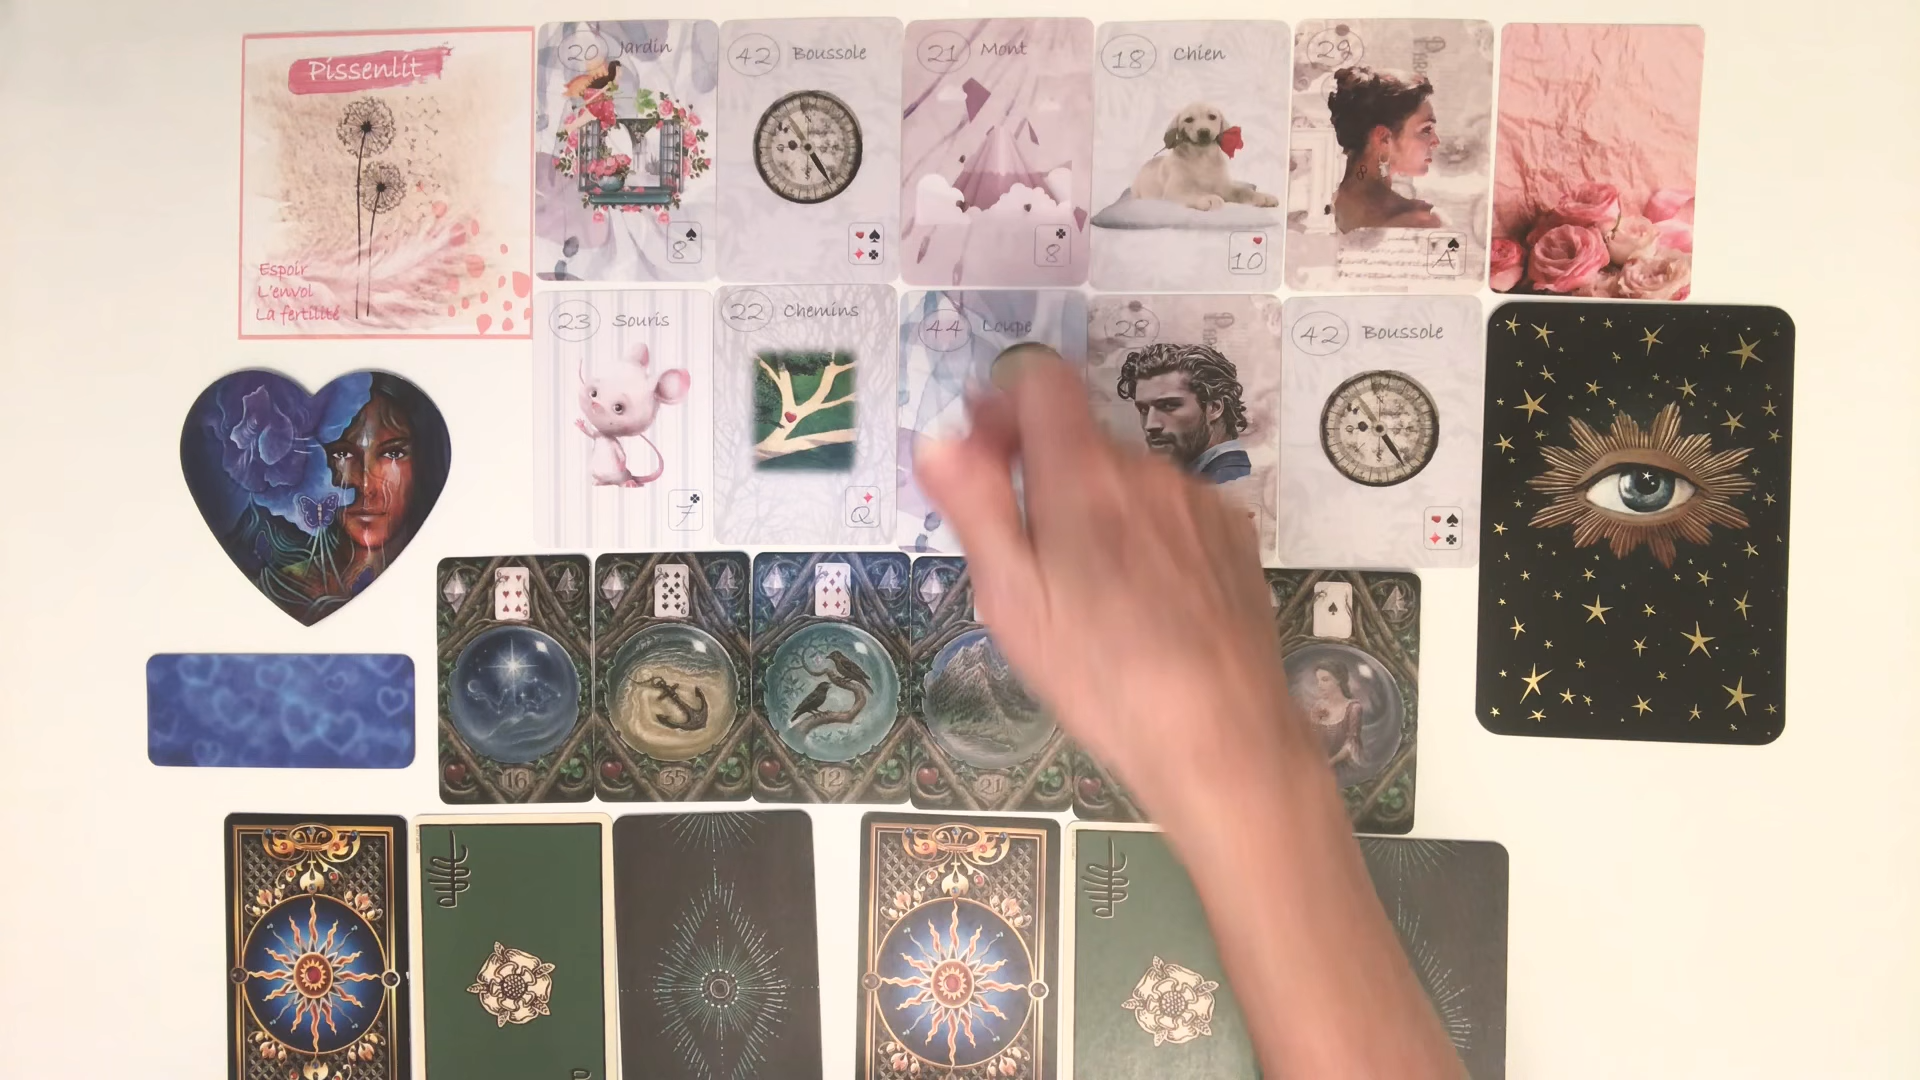 Pissenlit
Espoir
L'envol
La fertilité
20 Jardin
8
42 Boussole
21 Mont
8
18 Chien
10
29
A
23 Souris
7
22 Chemins
Q
44 Loupe
28
42 Boussole
16
35
12
21